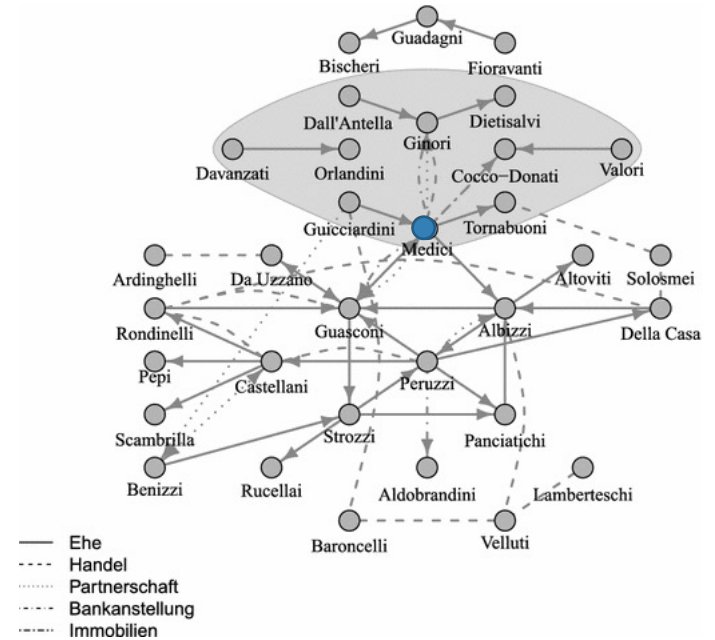 Guadagni
Bischeri
Fioravanti
Dall'Antella
Dietisalvi
Ginori
Davanzati
Orlandini
Cocco–Donati
Valori
Guicciardini
Tornabuoni
Medici
Ardinghelli
Da Uzzano
Altoviti
Solosmei
Rondinelli
Guasconi
Albizzi
Della Casa
Pepi
Castellani
Peruzzi
Scambrilla
Strozzi
Panciatichi
Benizzi
Rucellai
Aldobrandini
Lamberteschi
Baroncelli
Velluti
Ehe
Handel
Partnerschaft
Bankanstellung
Immobilien